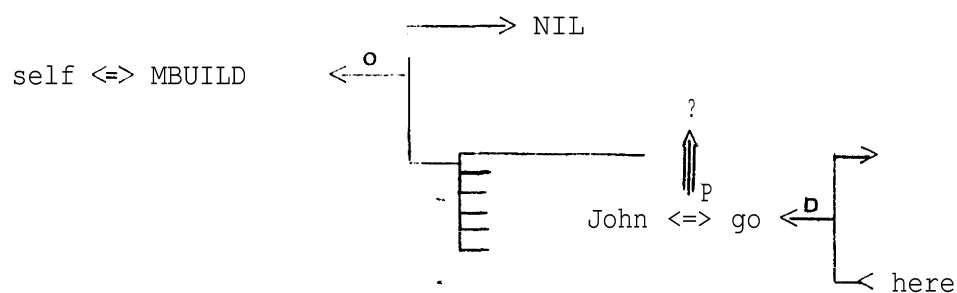 NIL
self <=> MBUILD o
?
p
John <=> go D
here